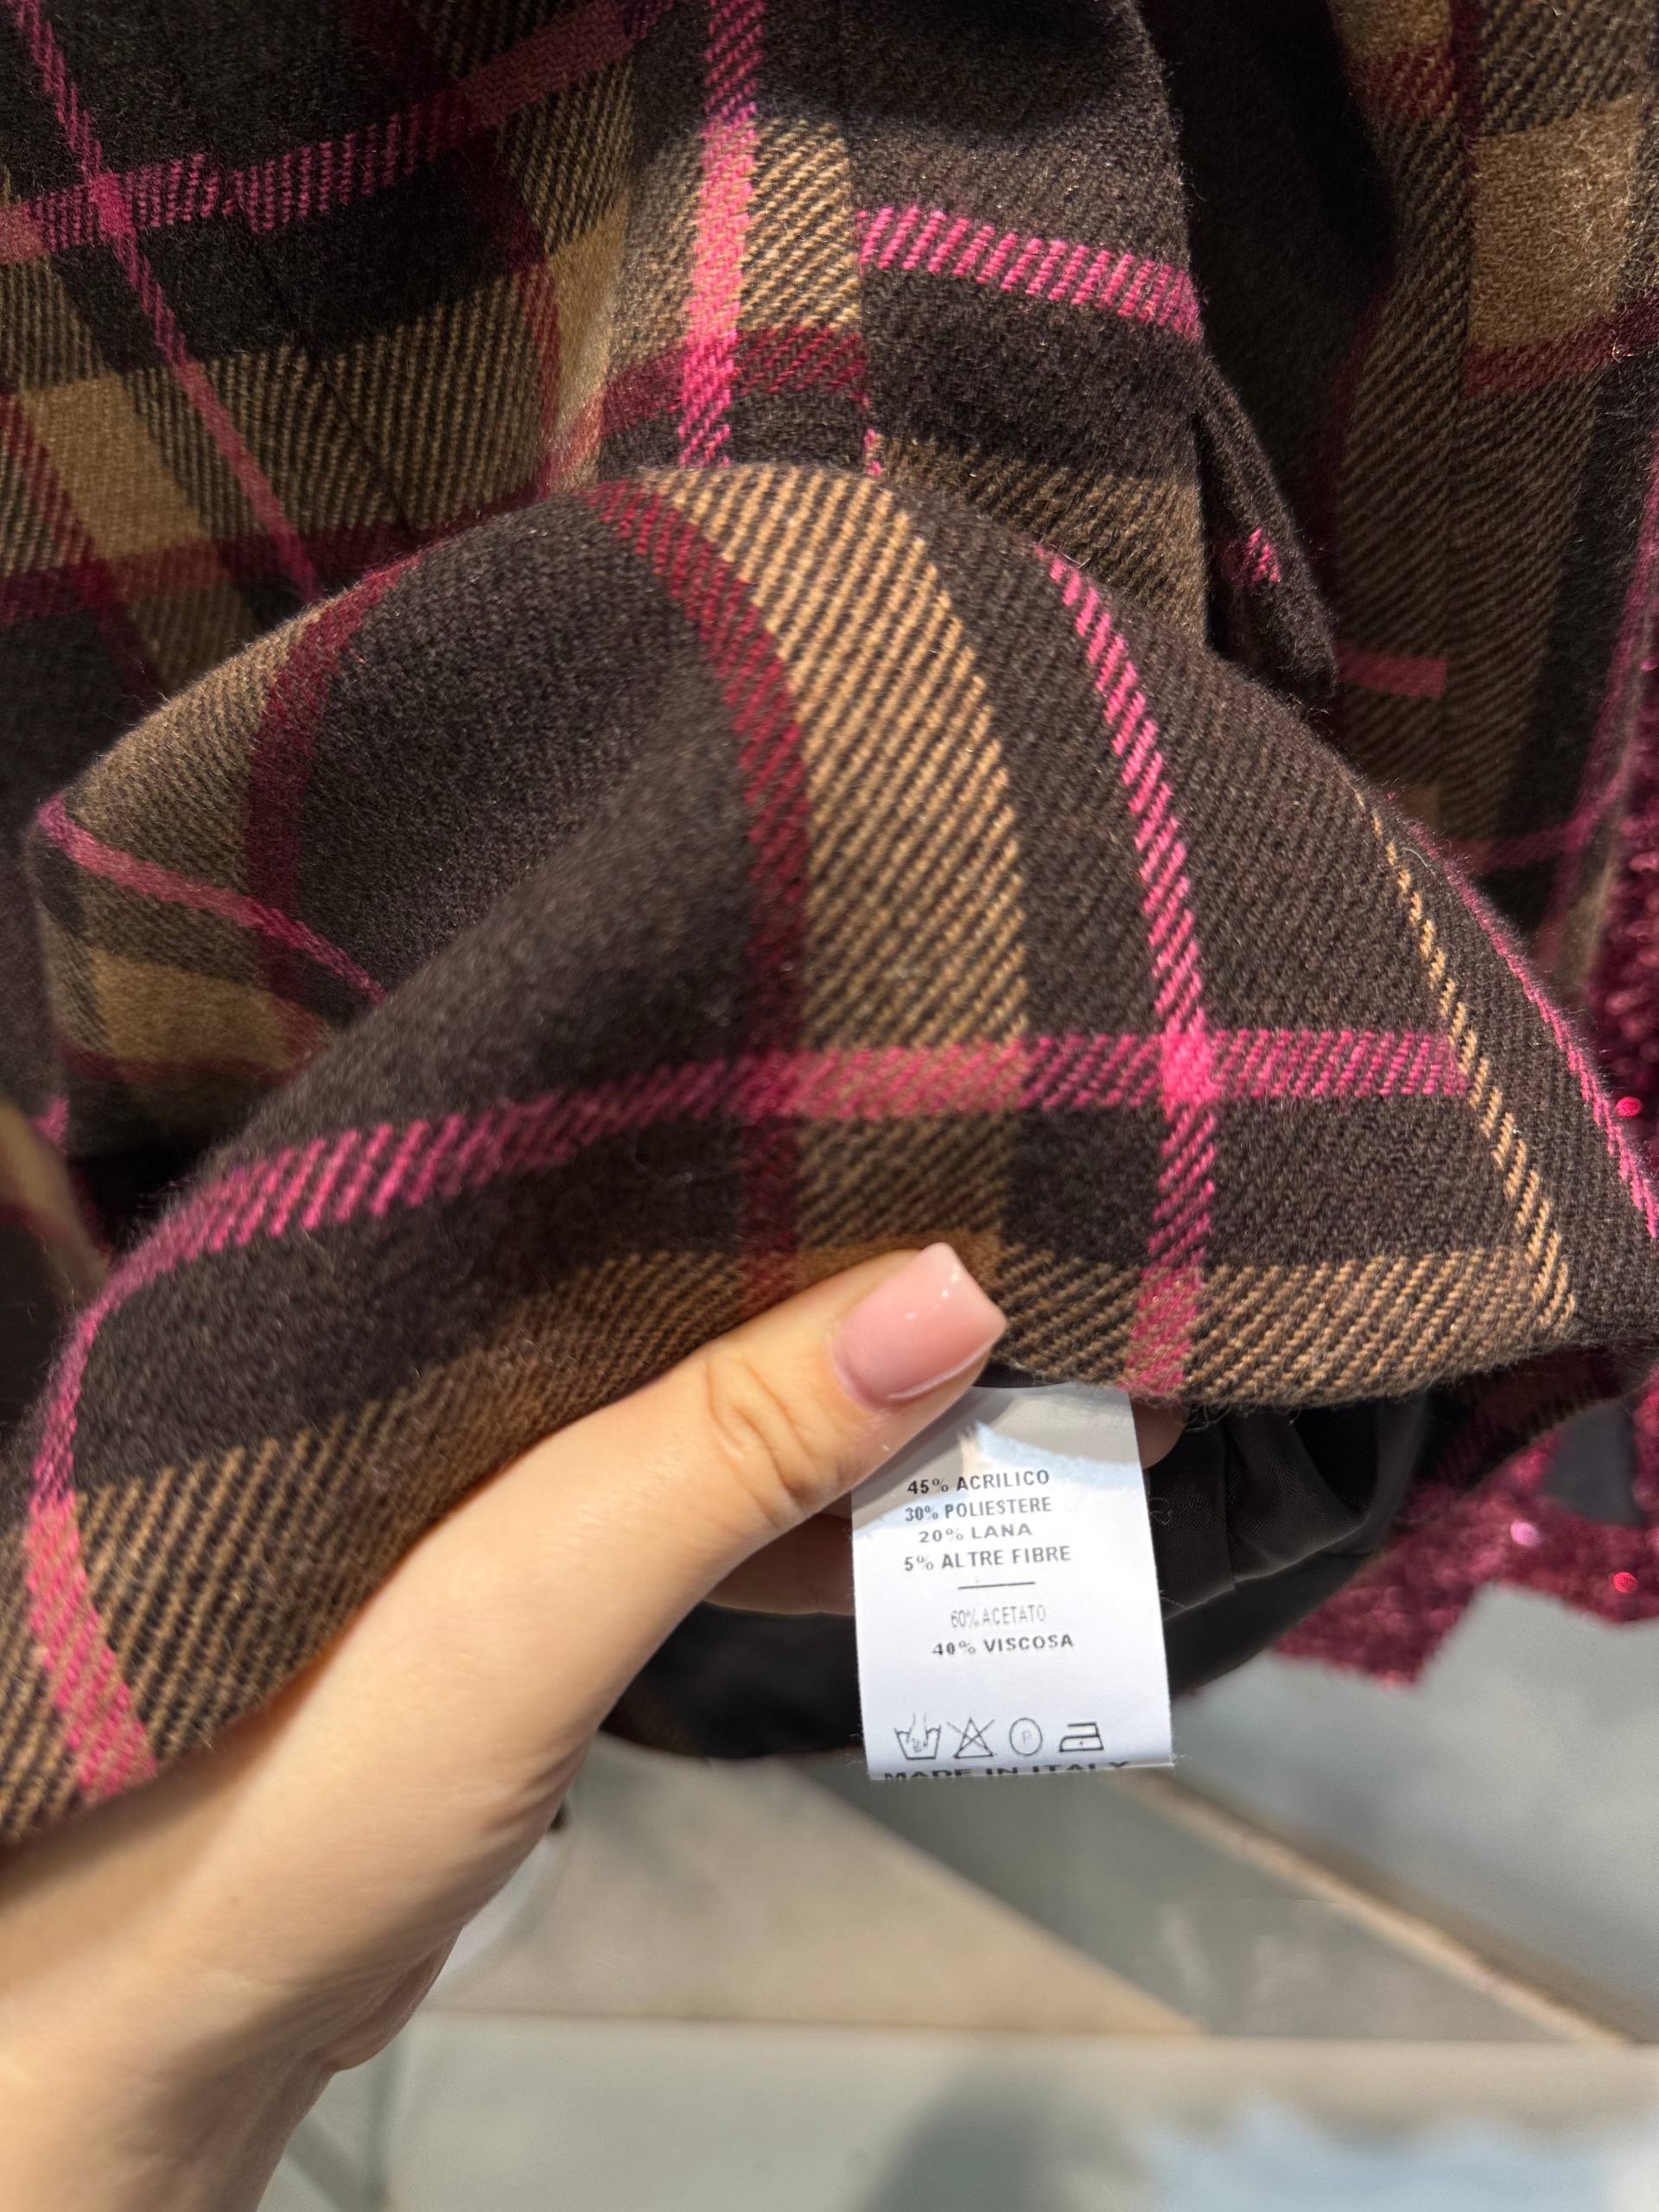 45% ACRILICO
30% POLIESTERE
20% LANA
5% ALTRE FIBRE
60% ACETATO
40% VISCOSA
P
MADE IN ITALY